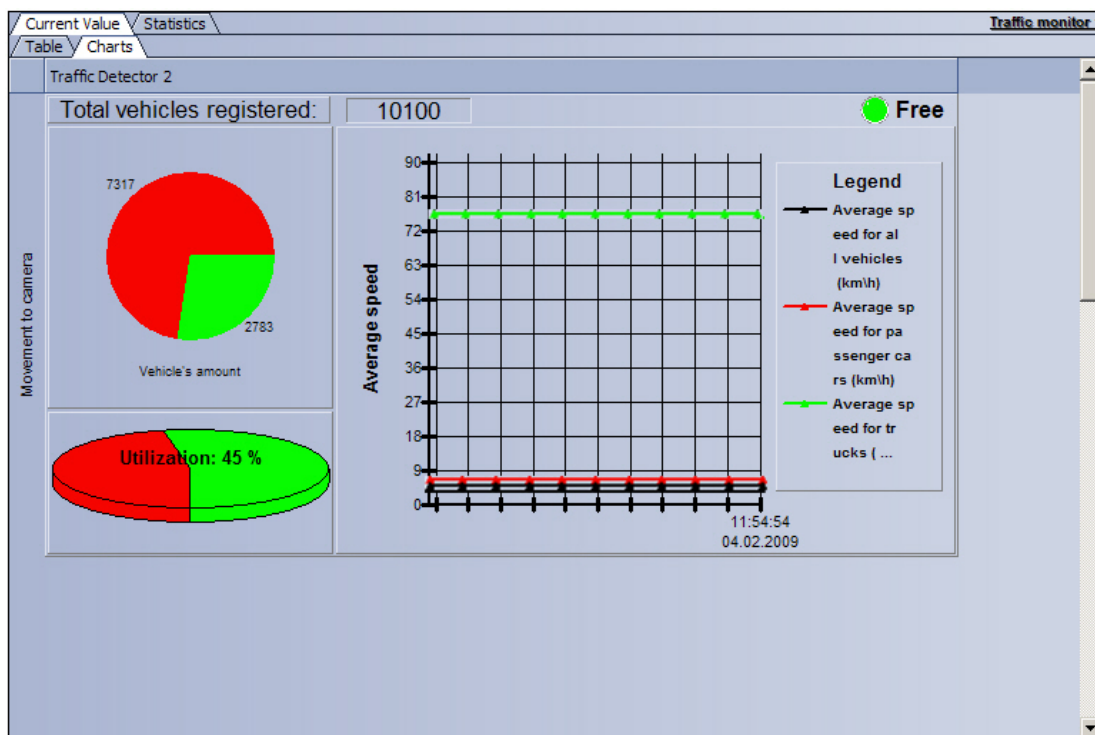 Current Value Statistics Traffic monitor
Table Charts
Traffic Detector 2
Movement to camera
Total vehicles registered: 10100 Free
7317
2783
Vehicle's amount
Utilization: 45 %
Average speed
90
81
72
63
54
45
36
27
18
9
0
11:54:54
04.02.2009
Legend
Average sp
eed for al
l vehicles
(km\h)
Average sp
eed for pa
ssenger ca
rs (km\h)
Average sp
eed for tr
ucks ( ...